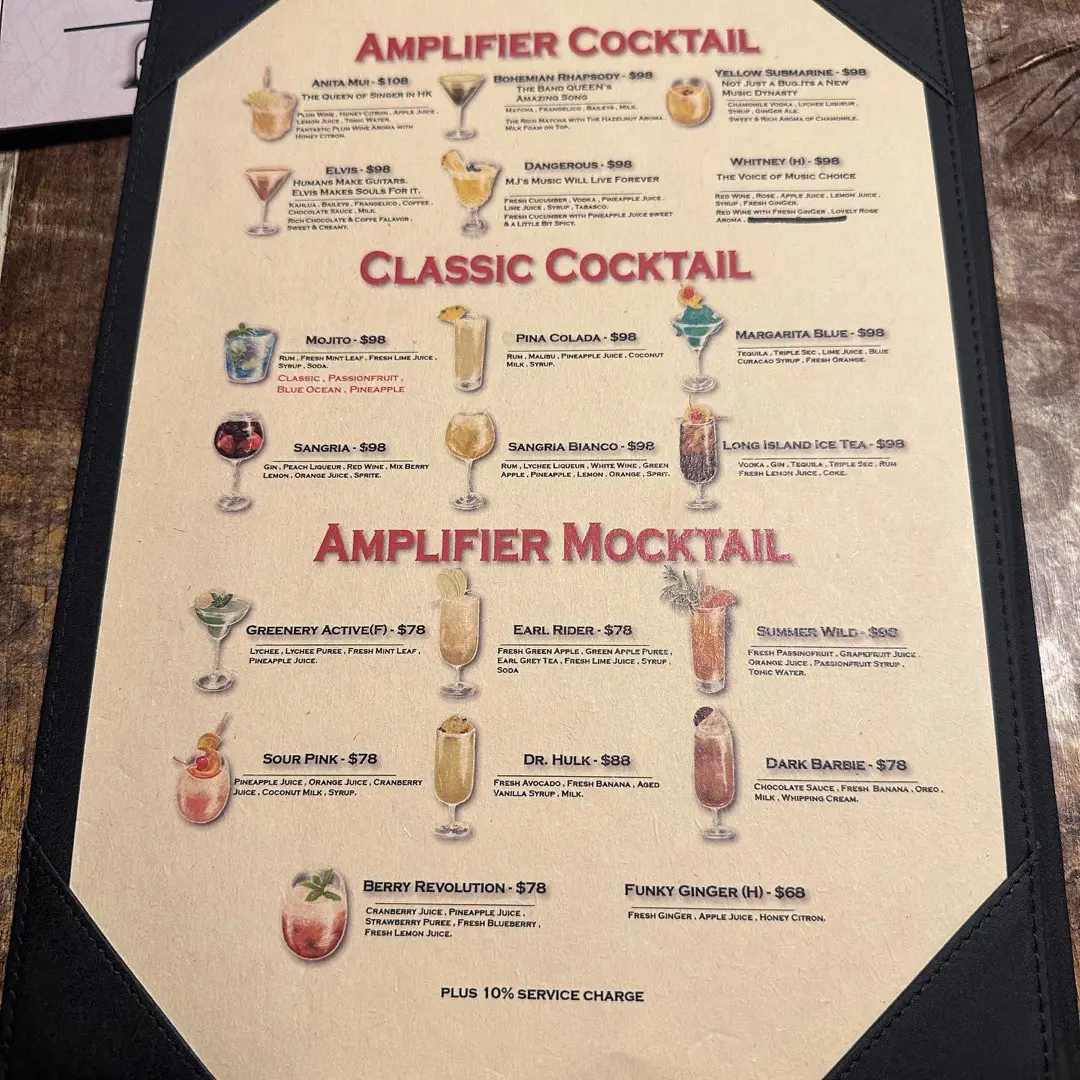 AMPLIFIER COCKTAIL
ANITA MUI - $108
THE QUEEN OF SINGER IN HK
PLUM WINE , HONEY CITRON , APPLE JUICE ,
LEMON JUICE , TONIC WATER.
FANTASTIC PLUM WINE AROMA WITH
HONEY CITRON.
BOHEMIAN RHAPSODY - $98
THE BAND QUEEN'S
AMAZING SONG
MATCHA , FRANGELICO , BAILEYS , MILK.
THE RICH MATCHA WITH THE HAZELNUT AROMA ,
MILK FOAM ON TOP.
YELLOW SUBMARINE - $98
NOT JUST A BUG.ITS A NEW
MUSIC DYNASTY
CHAMOMILE VODKA , LYCHEE LIQUEUR ,
SYRUP , GINGER ALE.
SWEET & RICH AROMA OF CHAMOMILE.
ELVIS - $98
HUMANS MAKE GUITARS.
ELVIS MAKES SOULS FOR IT.
KAHLUA , BAILEYS , FRANGELICO , COFFEE ,
CHOCOLATE SAUCE , MILK.
RICH CHOCOLATE & COFFE FALAVOR ,
SWEET & CREAMY.
DANGEROUS - $98
MJ'S MUSIC WILL LIVE FOREVER
FRESH CUCUMBER , VODKA , PINEAPPLE JUICE ,
LIME JUICE , SYRUP , TABASCO.
FRESH CUCUMBER WITH PINEAPPLE JUICE SWEET
& A LITTLE BIT SPICY.
WHITNEY (H) - $98
THE VOICE OF MUSIC CHOICE
RED WINE , ROSE , APPLE JUICE , LEMON JUICE ,
SYRUP , FRESH GINGER.
RED WINE WITH FRESH GINGER , LOVELY ROSE
AROMA .
CLASSIC COCKTAIL
MOJITO - $98
RUM , FRESH MINT LEAF , FRESH LIME JUICE ,
SYRUP , SODA.
CLASSIC , PASSIONFRUIT ,
BLUE OCEAN , PINEAPPLE
PINA COLADA - $98
RUM , MALIBU , PINEAPPLE JUICE , COCONUT
MILK , SYRUP.
MARGARITA BLUE - $98
TEQUILA , TRIPLE SEC , LIME JUICE , BLUE
CURACAO SYRUP , FRESH ORANGE.
SANGRIA - $98
GIN , PEACH LIQUEUR , RED WINE , MIX BERRY
LEMON , ORANGE JUICE , SPRITE.
SANGRIA BIANCO - $98
RUM , LYCHEE LIQUEUR , WHITE WINE , GREEN
APPLE , PINEAPPLE , LEMON , ORANGE , SPRIT.
LONG ISLAND ICE TEA - $98
VODKA , GIN , TEQUILA , TRIPLE SEC , RUM
FRESH LEMON JUICE , COKE.
AMPLIFIER MOCKTAIL
GREENERY ACTIVE(F) - $78
LYCHEE , LYCHEE PUREE , FRESH MINT LEAF ,
PINEAPPLE JUICE.
EARL RIDER - $78
FRESH GREEN APPLE , GREEN APPLE PUREE ,
EARL GREY TEA , FRESH LIME JUICE , SYRUP ,
SODA
SUMMER WILD - $98
FRESH PASSINOFRUIT , GRAPEFRUIT JUICE ,
ORANGE JUICE , PASSIONFRUIT SYRUP ,
TONIC WATER.
SOUR PINK - $78
PINEAPPLE JUICE , ORANGE JUICE , CRANBERRY
JUICE , COCONUT MILK , SYRUP.
DR. HULK - $88
FRESH AVOCADO , FRESH BANANA , AGED
VANILLA SYRUP , MILK.
DARK BARBIE - $78
CHOCOLATE SAUCE , FRESH BANANA , OREO ,
MILK , WHIPPING CREAM.
BERRY REVOLUTION - $78
CRANBERRY JUICE , PINEAPPLE JUICE ,
STRAWBERRY PUREE , FRESH BLUEBERRY ,
FRESH LEMON JUICE.
FUNKY GINGER (H) - $68
FRESH GINGER , APPLE JUICE , HONEY CITRON.
PLUS 10% SERVICE CHARGE